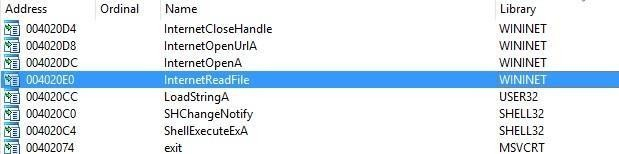 Address Ordinal Name Library
004020D4 InternetCloseHandle WININET
004020D8 InternetOpenUrlA WININET
004020DC InternetOpenA WININET
004020E0 InternetReadFile WININET
004020CC LoadStringA USER32
004020C0 SHChangeNotify SHELL32
004020C4 ShellExecuteExA SHELL32
00402074 exit MSVCRT